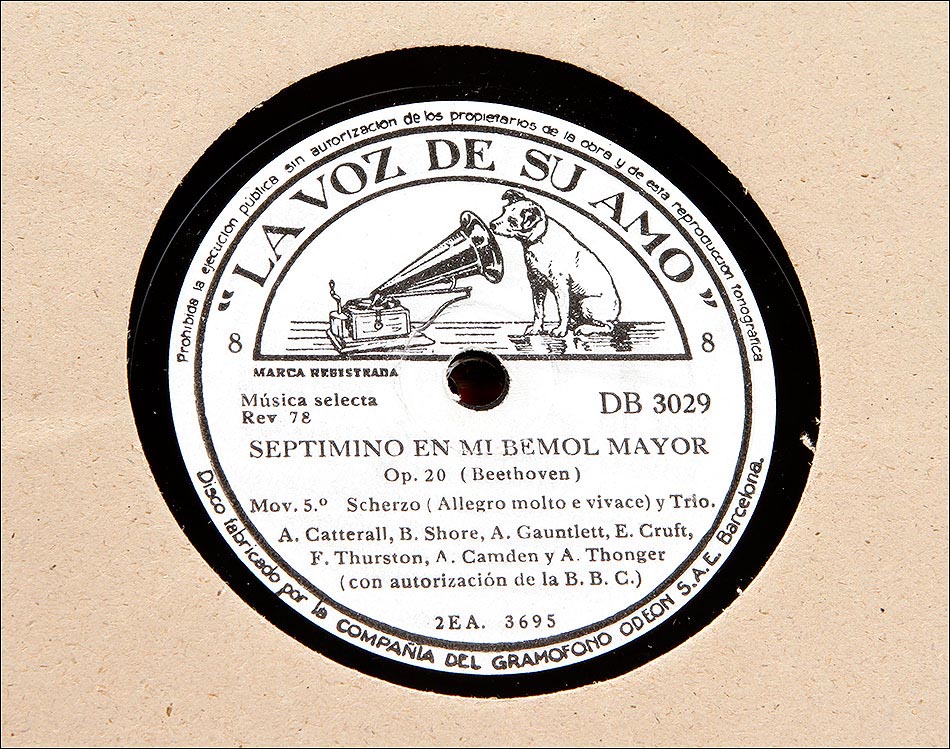 Prohibida la ejecución pública sin autorización de los propietarios de la obra y de esta reproducción fonográfica
"LA VOZ DE SU AMO"
8 8
MARCA REGISTRADA
Música selecta
Rev 78
DB 3029
SEPTIMINO EN MI BEMOL MAYOR
Op. 20 (Beethoven)
Mov. 5.º Scherzo (Allegro molto e vivace) y Trio.
A. Catterall, B. Shore, A. Gauntlett, E. Cruft,
F. Thurston, A. Camden y A. Thonger
(con autorización de la B. B. C.)
2EA. 3695
Disco fabricado por la COMPAÑIA DEL GRAMOFONO ODEON S.A.E. Barcelona.